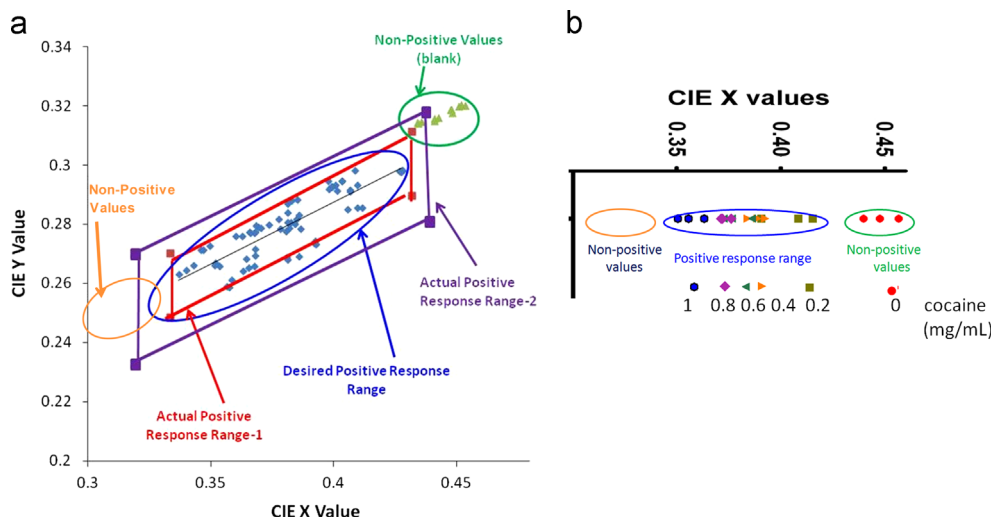 a
0.34
0.32
0.3
0.28
0.26
0.24
0.22
0.2
CIE Y Value
0.3
0.35
0.4
0.45
CIE X Value
Non-Positive Values
(blank)
Non-Positive
Values
Actual Positive
Response Range-2
Desired Positive Response
Range
Actual Positive
Response Range-1
b
CIE X values
0.35
0.40
0.45
Non-positive
values
Positive response range
Non-positive
values
1 0.8 0.6 0.4 0.2 0 cocaine
(mg/mL)